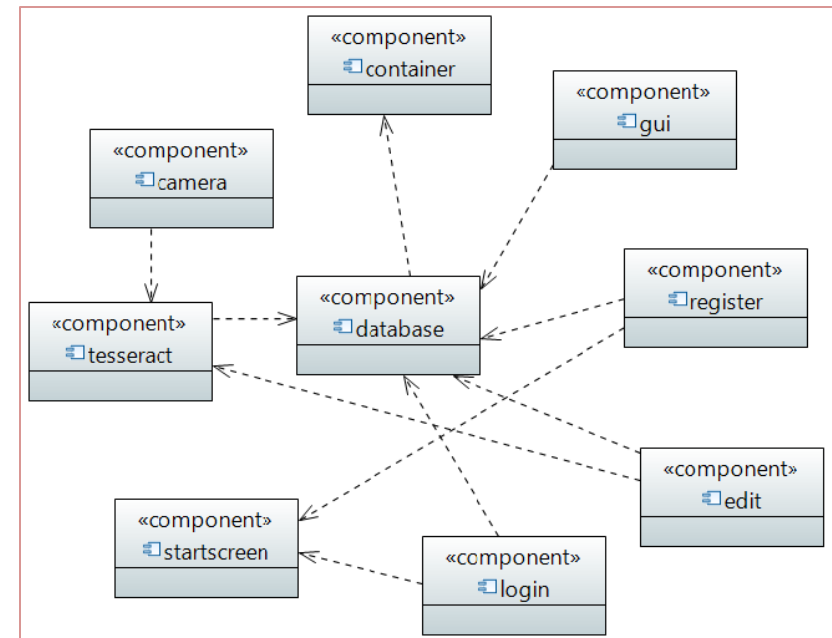 «component»
container
«component»
gui
«component»
camera
«component»
register
«component»
database
«component»
tesseract
«component»
edit
«component»
startscreen
«component»
login